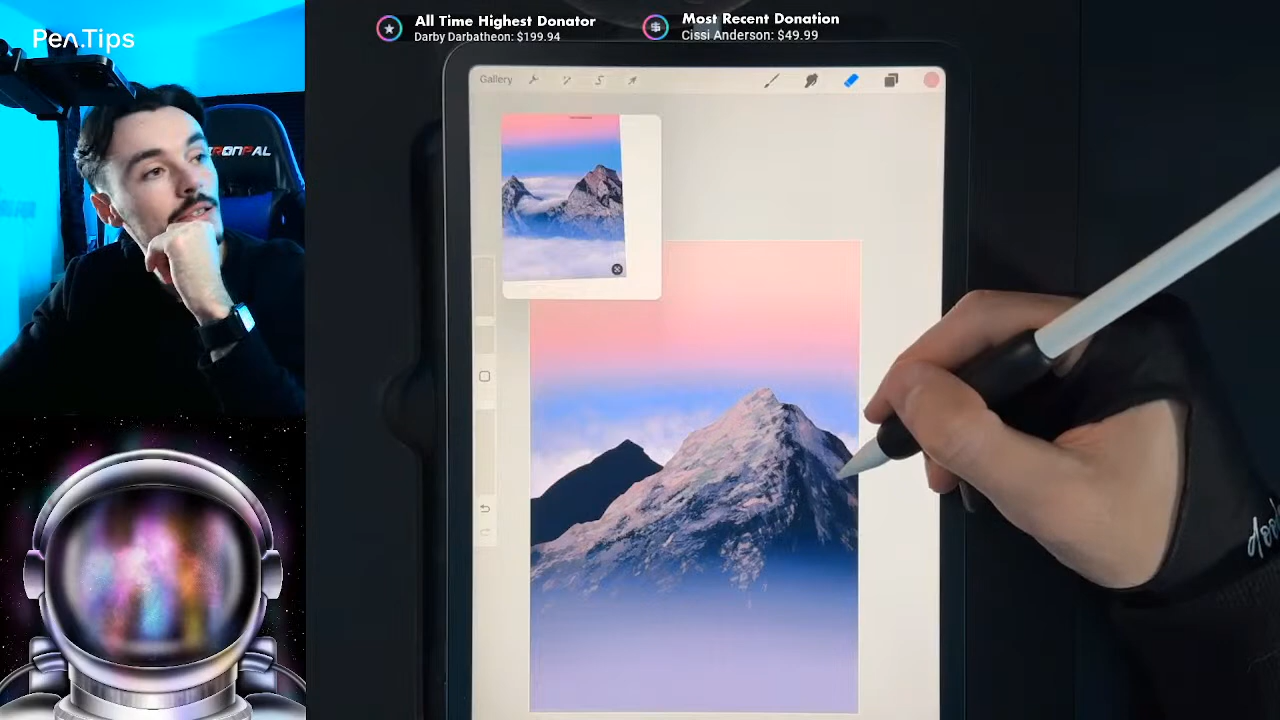 Pen.Tips
All Time Highest Donator
Darby Darbatheon: $199.94
Most Recent Donation
Cissi Anderson: $49.99
Gallery